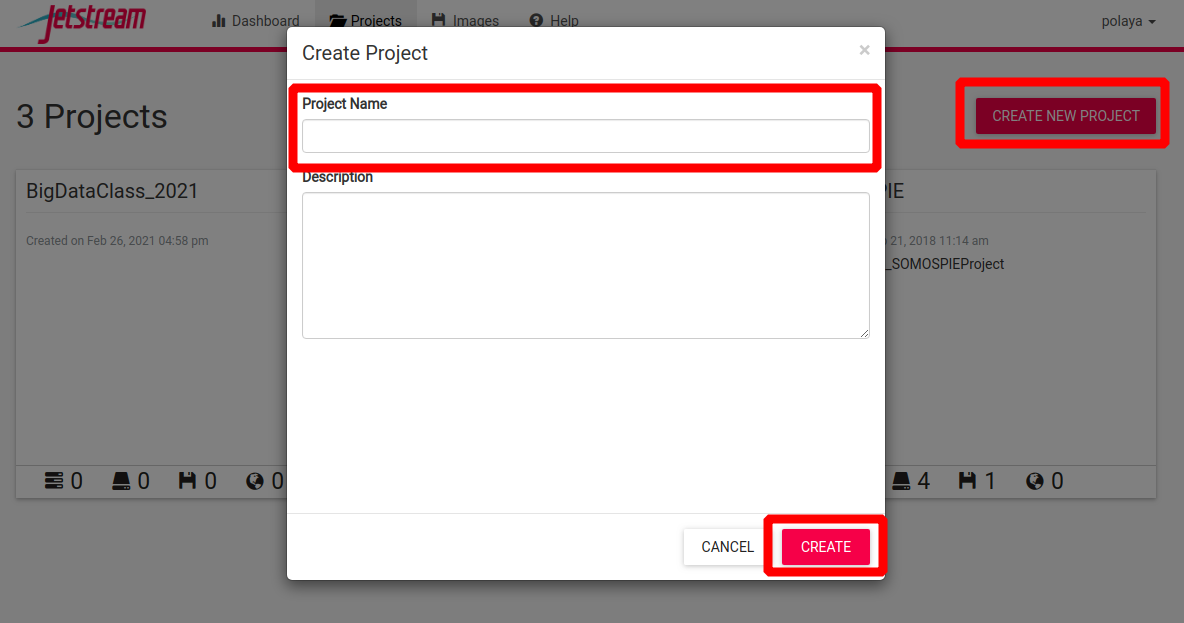 Jetstream
Dashboard
Projects
Images
Help
polaya
Create Project
×
3 Projects
Project Name
CREATE NEW PROJECT
Description
BigDataClass_2021
Created on Feb 26, 2021 04:58 pm
PIE
21, 2018 11:14 am
_SOMOSPIEProject
0
0
0
0
4
1
0
CANCEL
CREATE